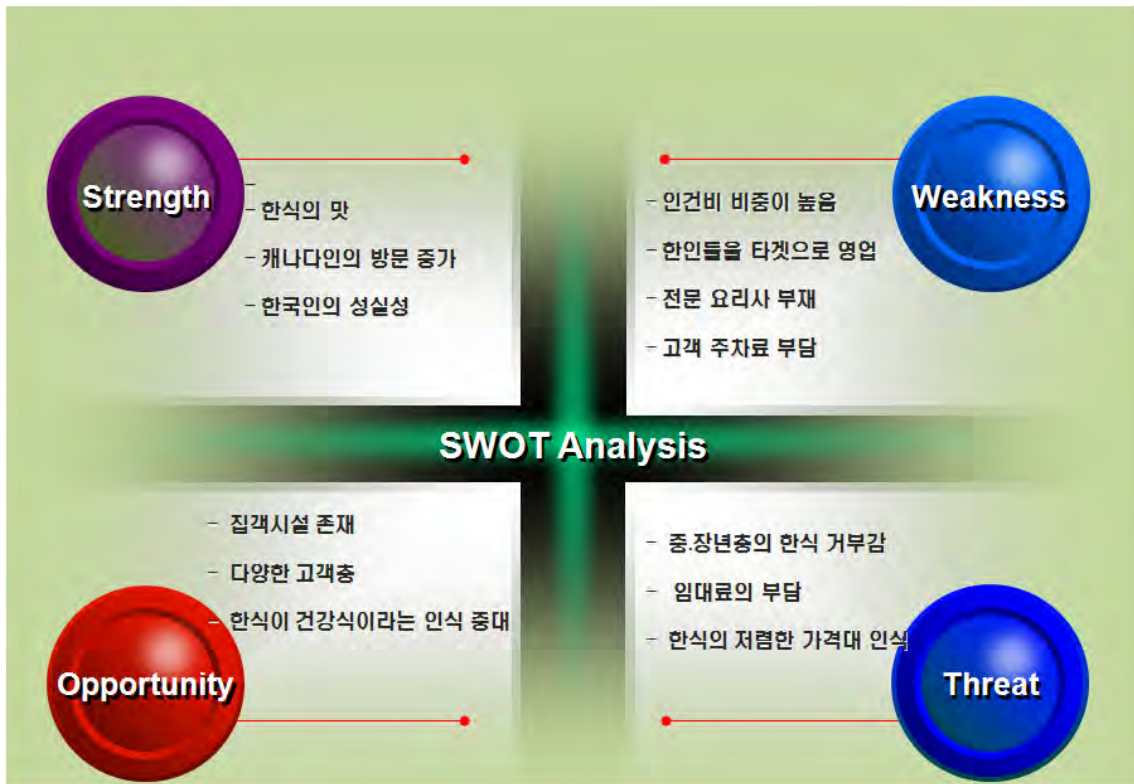 Strength
-
- 한식의 맛
- 캐나다인의 방문 증가
- 한국인의 성실성
Weakness
- 인건비 비중이 높음
- 한인들을 타겟으로 영업
- 전문 요리사 부재
- 고객 주차료 부담
SWOT Analysis
Opportunity
- 집객시설 존재
- 다양한 고객층
- 한식이 건강식이라는 인식 증대
Threat
- 중.장년층의 한식 거부감
- 임대료의 부담
- 한식의 저렴한 가격대 인식